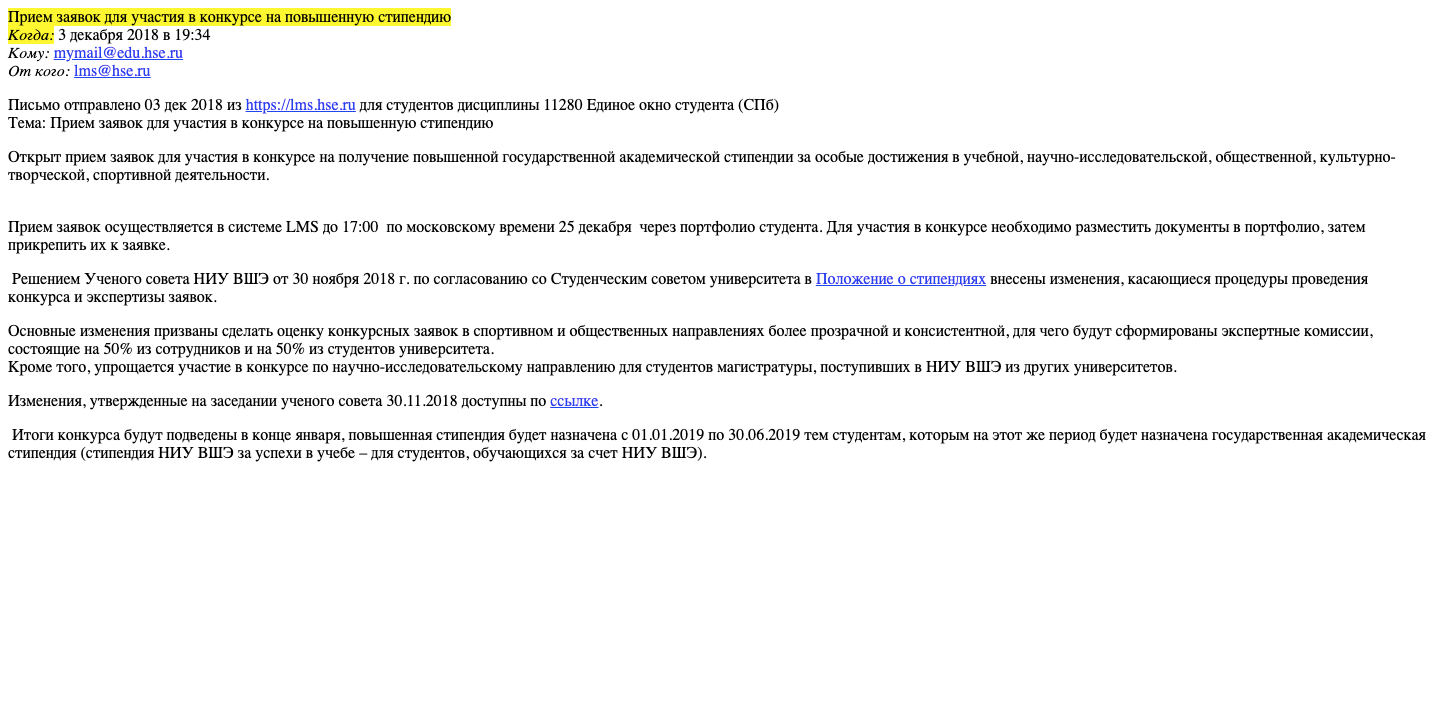 Прием заявок для участия в конкурсе на повышенную стипендию
Когда: 3 декабря 2018 в 19:34
Кому: mymail@edu.hse.ru
От кого: lms@hse.ru
Письмо отправлено 03 дек 2018 из https://lms.hse.ru для студентов дисциплины 11280 Единое окно студента (СПб)
Тема: Прием заявок для участия в конкурсе на повышенную стипендию
Открыт прием заявок для участия в конкурсе на получение повышенной государственной академической стипендии за особые достижения в учебной, научно-исследовательской, общественной, культурно-
творческой, спортивной деятельности.
Прием заявок осуществляется в системе LMS до 17:00  по московскому времени 25 декабря  через портфолио студента. Для участия в конкурсе необходимо разместить документы в портфолио, затем
прикрепить их к заявке.
Решением Ученого совета НИУ ВШЭ от 30 ноября 2018 г. по согласованию со Студенческим советом университета в Положение о стипендиях внесены изменения, касающиеся процедуры проведения
конкурса и экспертизы заявок.
Основные изменения призваны сделать оценку конкурсных заявок в спортивном и общественных направлениях более прозрачной и консистентной, для чего будут сформированы экспертные комиссии,
состоящие на 50% из сотрудников и на 50% из студентов университета.
Кроме того, упрощается участие в конкурсе по научно-исследовательскому направлению для студентов магистратуры, поступивших в НИУ ВШЭ из других университетов.
Изменения, утвержденные на заседании ученого совета 30.11.2018 доступны по ссылке.
Итоги конкурса будут подведены в конце января, повышенная стипендия будет назначена с 01.01.2019 по 30.06.2019 тем студентам, которым на этот же период будет назначена государственная академическая
стипендия (стипендия НИУ ВШЭ за успехи в учебе – для студентов, обучающихся за счет НИУ ВШЭ).